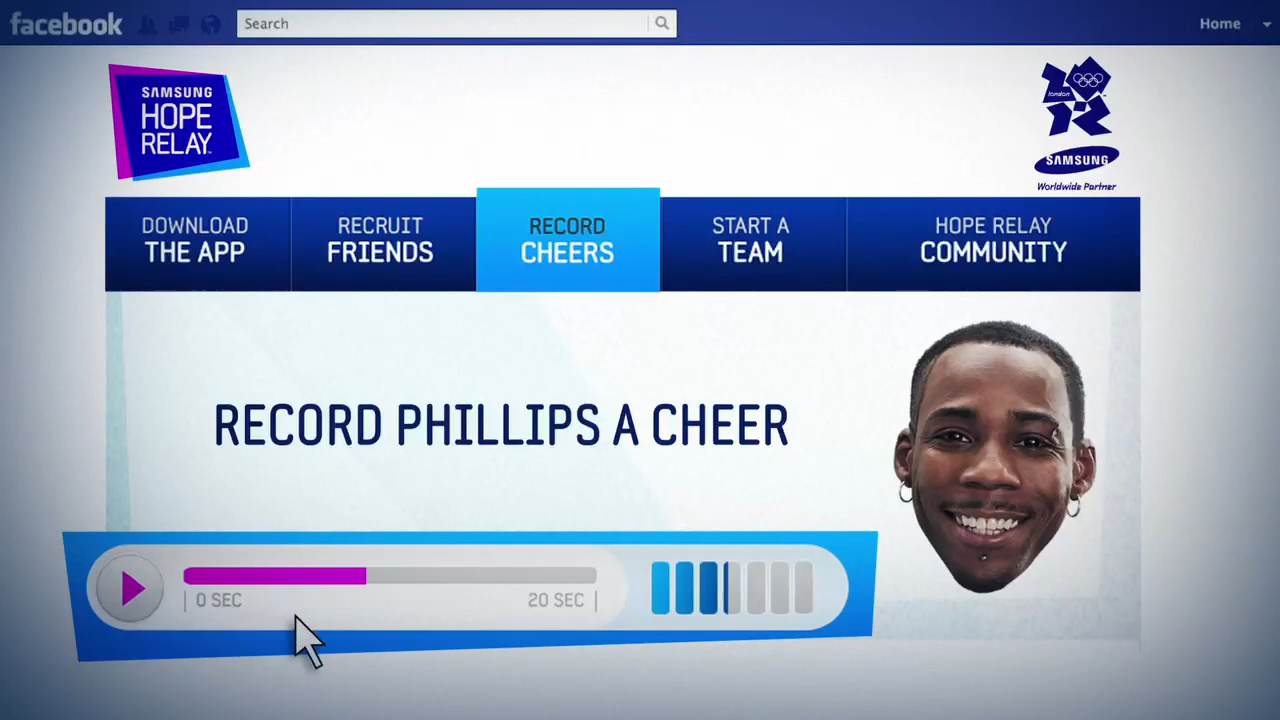 facebook
Search
Home
SAMSUNG
HOPE
RELAY
london
SAMSUNG
Worldwide Partner
DOWNLOAD
THE APP
RECRUIT
FRIENDS
RECORD
CHEERS
START A
TEAM
HOPE RELAY
COMMUNITY
RECORD PHILLIPS A CHEER
0 SEC
20 SEC